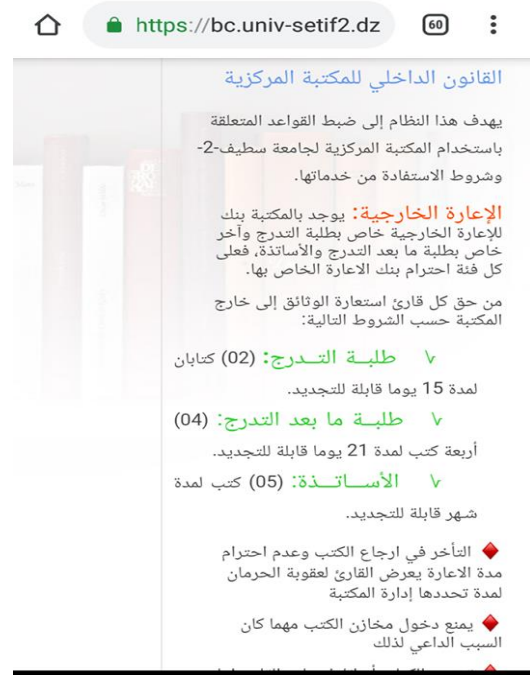 https://bc.univ-setif2.dz
60
القانون الداخلي للمكتبة المركزية
يهدف هذا النظام إلى ضبط القواعد المتعلقة
باستخدام المكتبة المركزية لجامعة سطيف-2-
وشروط الاستفادة من خدماتها.
الإعارة الخارجية: يوجد بالمكتبة بنك
للإعارة الخارجية خاص بطلبة التدرج وآخر
خاص بطلبة ما بعد التدرج والأساتذة، فعلى
كل فئة احترام بنك الاعارة الخاص بها.
من حق كل قارئ استعارة الوثائق إلى خارج
المكتبة حسب الشروط التالية:
√ طلبــة التــدرج: (02) كتابان
لمدة 15 يوما قابلة للتجديد.
√ طلبــة ما بعد التدرج: (04)
أربعة كتب لمدة 21 يوما قابلة للتجديد.
√ الأســـاتــذة: (05) كتب لمدة
شهر قابلة للتجديد.
التأخر في ارجاع الكتب وعدم احترام
مدة الاعارة يعرض القارئ لعقوبة الحرمان
لمدة تحددها إدارة المكتبة
يمنع دخول مخازن الكتب مهما كان
السبب الداعي لذلك